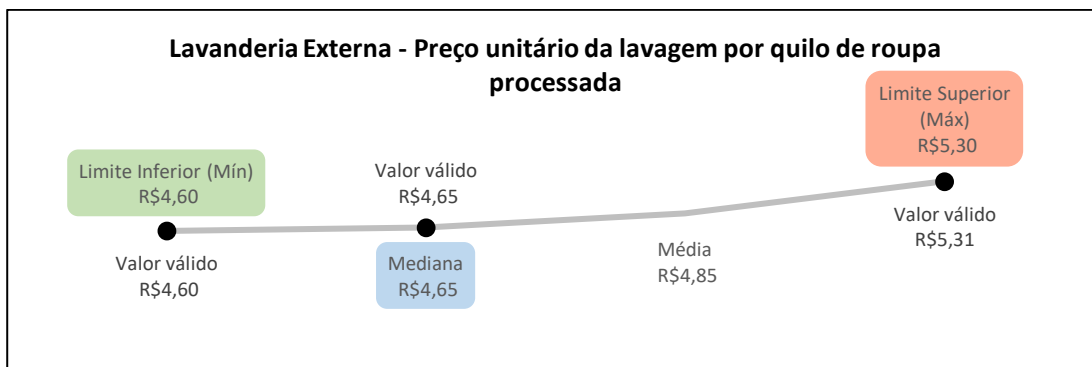 Lavanderia Externa - Preço unitário da lavagem por quilo de roupa
processada
Limite Superior
(Máx)
R$5,30
Limite Inferior (Mín)
R$4,60
Valor válido
R$4,65
Valor válido
R$4,60
Mediana
R$4,65
Média
R$4,85
Valor válido
R$5,31